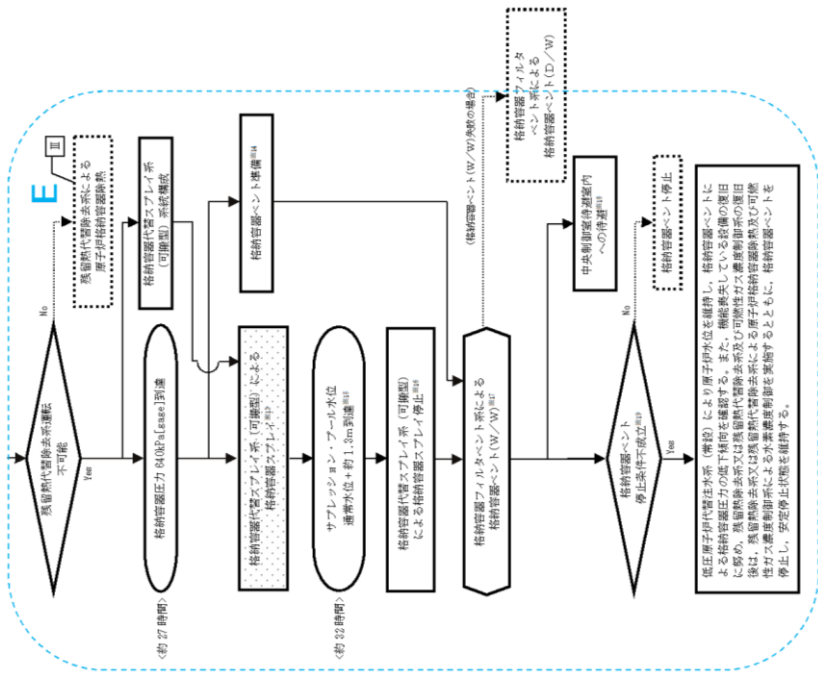 残留熱代替除去系運転
不可能
No
Yes
E
Ⅲ
残留熱代替除去系による
原子炉格納容器除熱
<約 27 時間>
格納容器圧力 640kPa[gage]到達
格納容器代替スプレイ系
(可搬型) 系統構成
格納容器代替スプレイ系 (可搬型) による
格納容器スプレイ
格納容器ベント準備
<約 32 時間>
サプレッション・プール水位
通常水位+約 1.3m 到達
格納容器代替スプレイ系 (可搬型)
による格納容器スプレイ停止
格納容器フィルタベント系による
格納容器ベント (W/W)
(格納容器ベント (W/W) 失敗の場合)
格納容器フィルタ
ベント系による
格納容器ベント (D/W)
中央制御室待避室内
への待避
格納容器ベント
停止条件不成立
No
Yes
格納容器ベント停止
低圧原子炉代替注水系 (常設) により原子炉水位を維持し, 格納容器ベントに
よる格納容器圧力の低下傾向を確認する。また, 機能喪失している設備の復旧
に努め, 残留熱除去系又は残留熱代替除去系及び可燃性ガス濃度制御系の復旧
後は, 残留熱除去系又は残留熱代替除去系による原子炉格納容器除熱及び可燃
性ガス濃度制御系による水素濃度制御を実施するとともに, 格納容器ベントを
停止し, 安定停止状態を維持する。